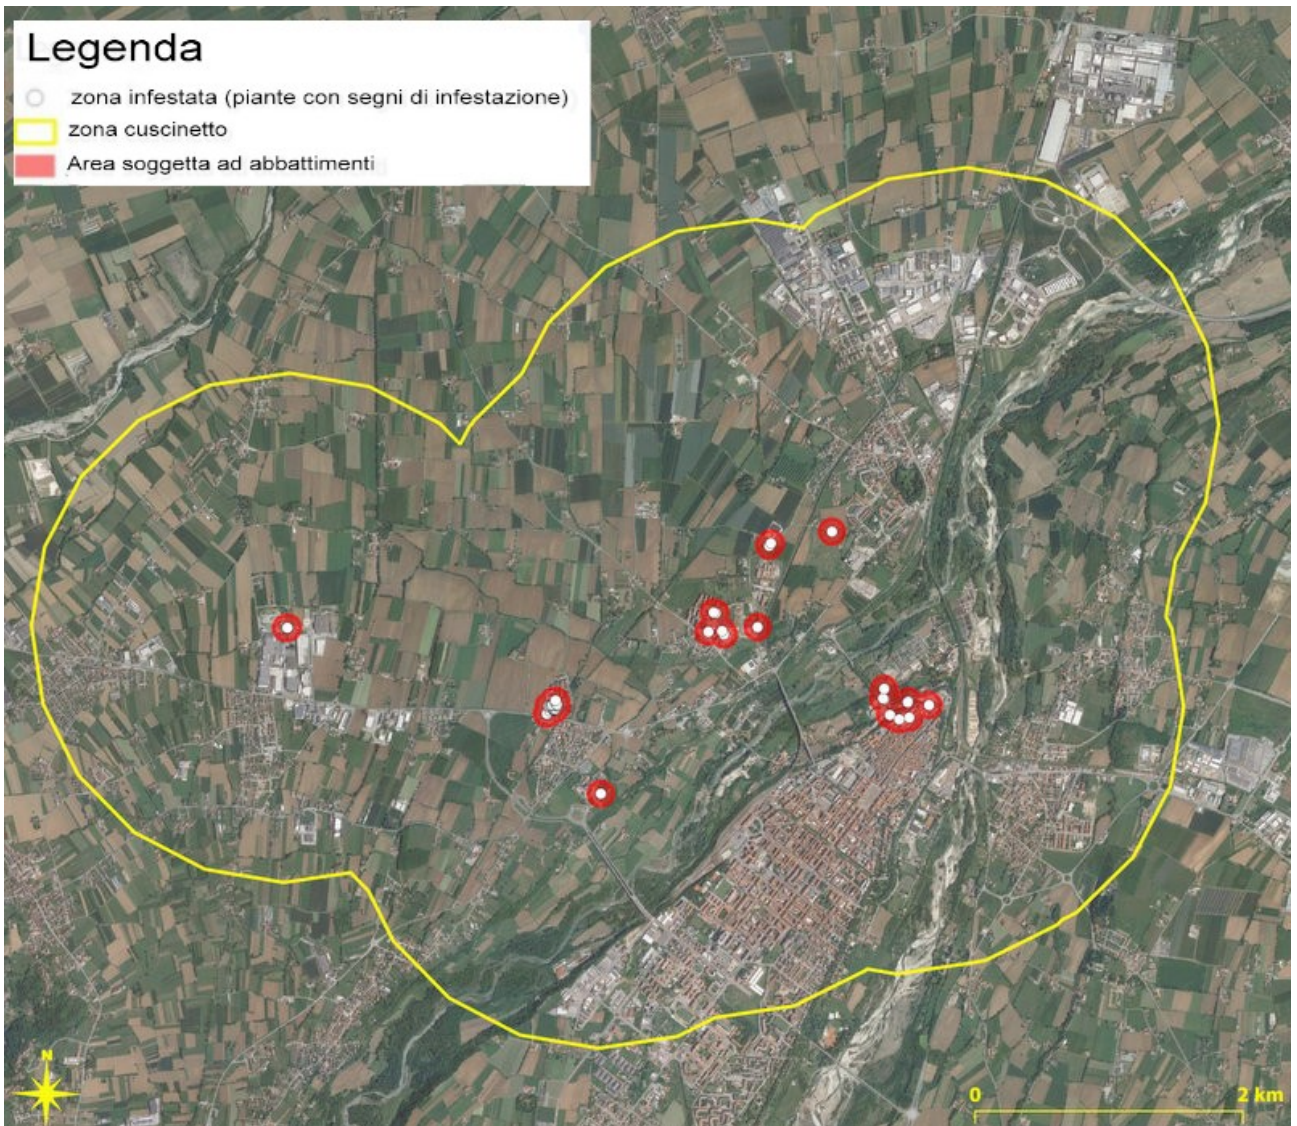 Legenda
zona infestata (piante con segni di infestazione)
zona cuscinetto
Area soggetta ad abbattimenti
N
0 2 km